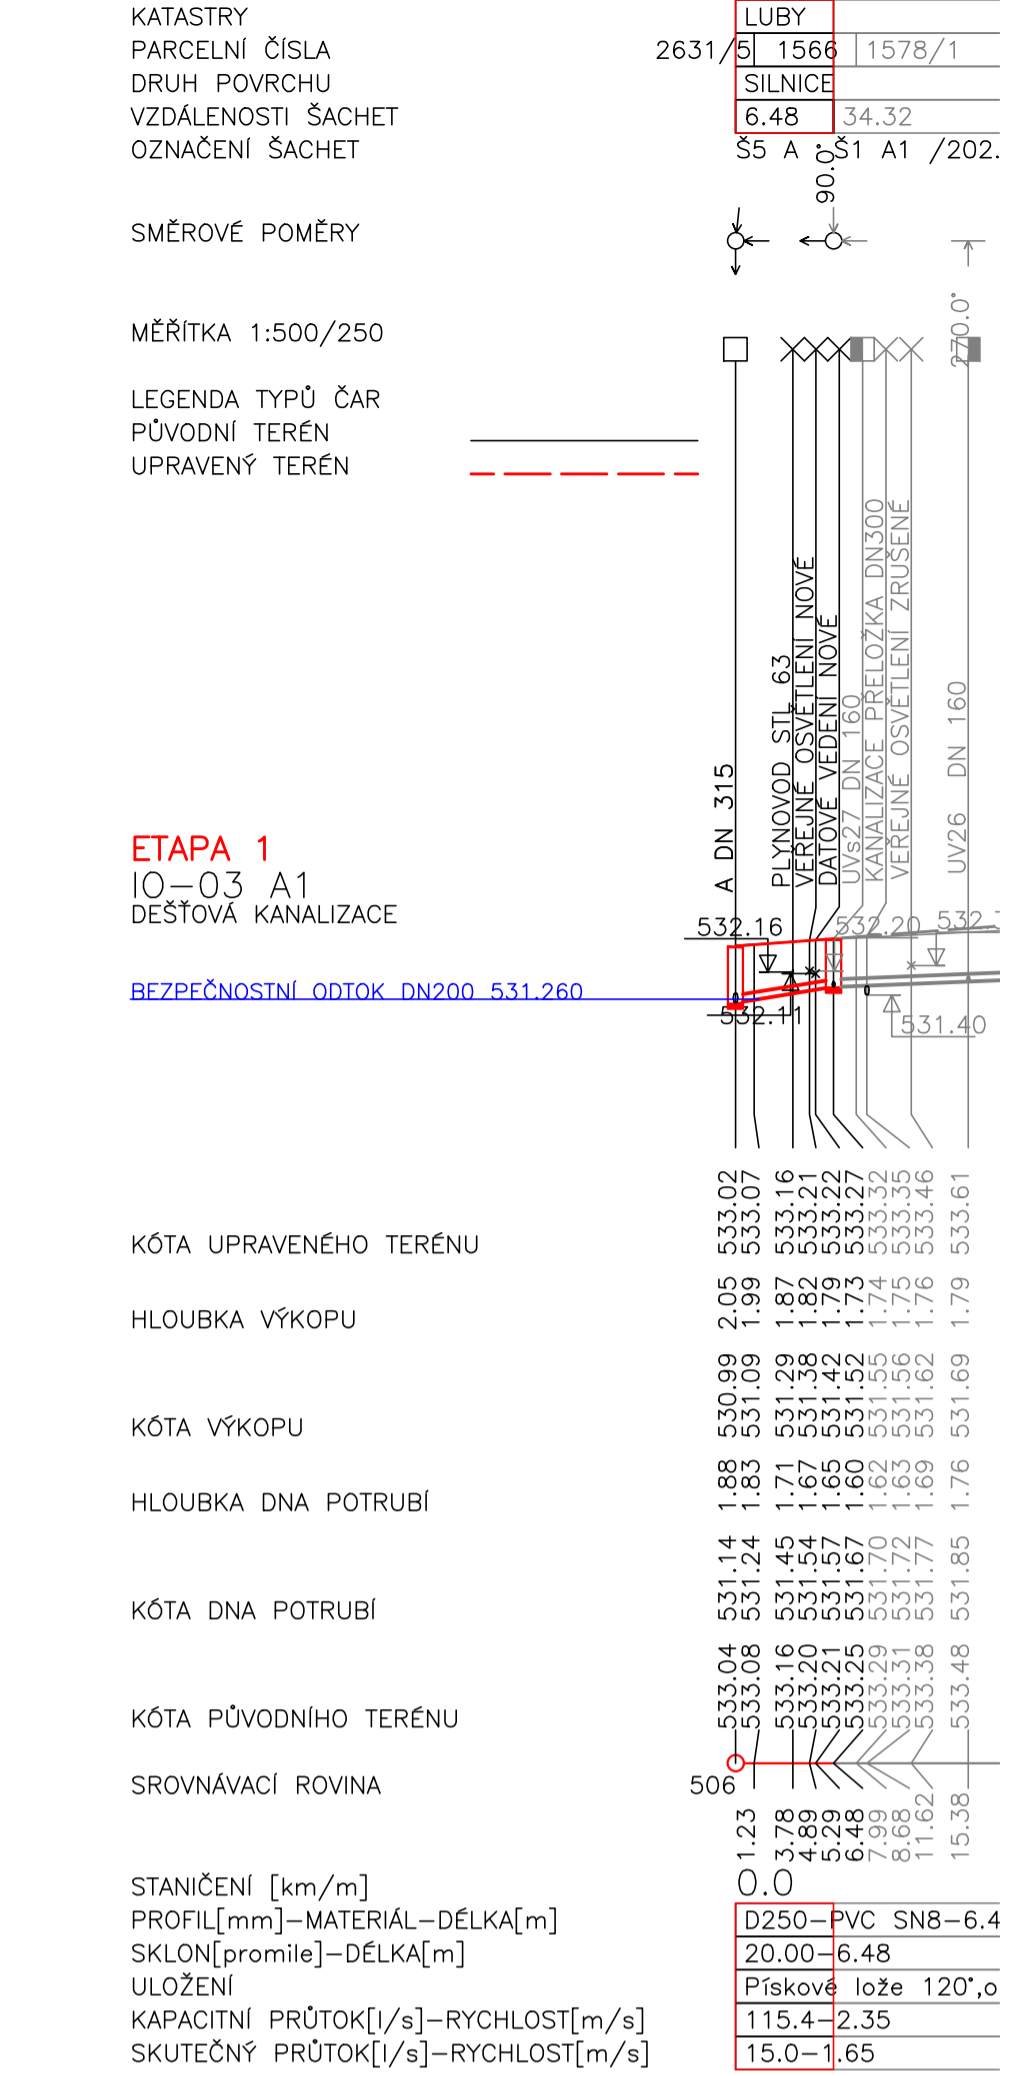 KATASTRY LUBY
PARCELNÍ ČÍSLA 2631/5 1566 1578/1
DRUH POVRCHU SILNICE
VZDÁLENOSTI ŠACHET 6.48 34.32
OZNAČENÍ ŠACHET Š5 A Š1 A1 /202.
90.0°
SMĚROVÉ POMĚRY
270.0°
MĚŘÍTKA 1:500/250
LEGENDA TYPŮ ČAR
PŮVODNÍ TERÉN
UPRAVENÝ TERÉN
A DN 315
PLYNOVOD STL 63
VEŘEJNÉ OSVĚTLENÍ NOVÉ
DATOVÉ VEDENÍ NOVÉ
UVs27 DN 160
KANALIZACE PŘELOŽKA DN300
VEŘEJNÉ OSVĚTLENÍ ZRUŠENÉ
UV26 DN 160
ETAPA 1
IO-03 A1
DEŠŤOVÁ KANALIZACE
532.16 532.20
BEZPEČNOSTNÍ ODTOK DN200 531.260
532.11 531.40
KÓTA UPRAVENÉHO TERÉNU 533.02 533.07 533.16 533.21 533.22 533.27 533.32 533.35 533.46 533.61
HLOUBKA VÝKOPU 2.05 1.99 1.87 1.82 1.79 1.73 1.74 1.75 1.76 1.79
KÓTA VÝKOPU 530.99 531.09 531.29 531.38 531.42 531.52 531.55 531.56 531.62 531.69
HLOUBKA DNA POTRUBÍ 1.88 1.83 1.71 1.67 1.65 1.60 1.62 1.63 1.69 1.76
KÓTA DNA POTRUBÍ 531.14 531.24 531.45 531.54 531.57 531.67 531.70 531.72 531.77 531.85
KÓTA PŮVODNÍHO TERÉNU 533.04 533.08 533.16 533.20 533.21 533.25 533.29 533.31 533.38 533.48
SROVNÁVACÍ ROVINA 506
1.23 3.78 4.89 5.29 6.48 7.99 8.68 11.62 15.38
STANIČENÍ [km/m] 0.0
PROFIL[mm]-MATERIÁL-DÉLKA[m] D250-PVC SN8-6.4
SKLON[promile]-DÉLKA[m] 20.00-6.48
ULOŽENÍ Pískové lože 120°,o
KAPACITNÍ PRŮTOK[l/s]-RYCHLOST[m/s] 115.4-2.35
SKUTEČNÝ PRŮTOK[l/s]-RYCHLOST[m/s] 15.0-1.65